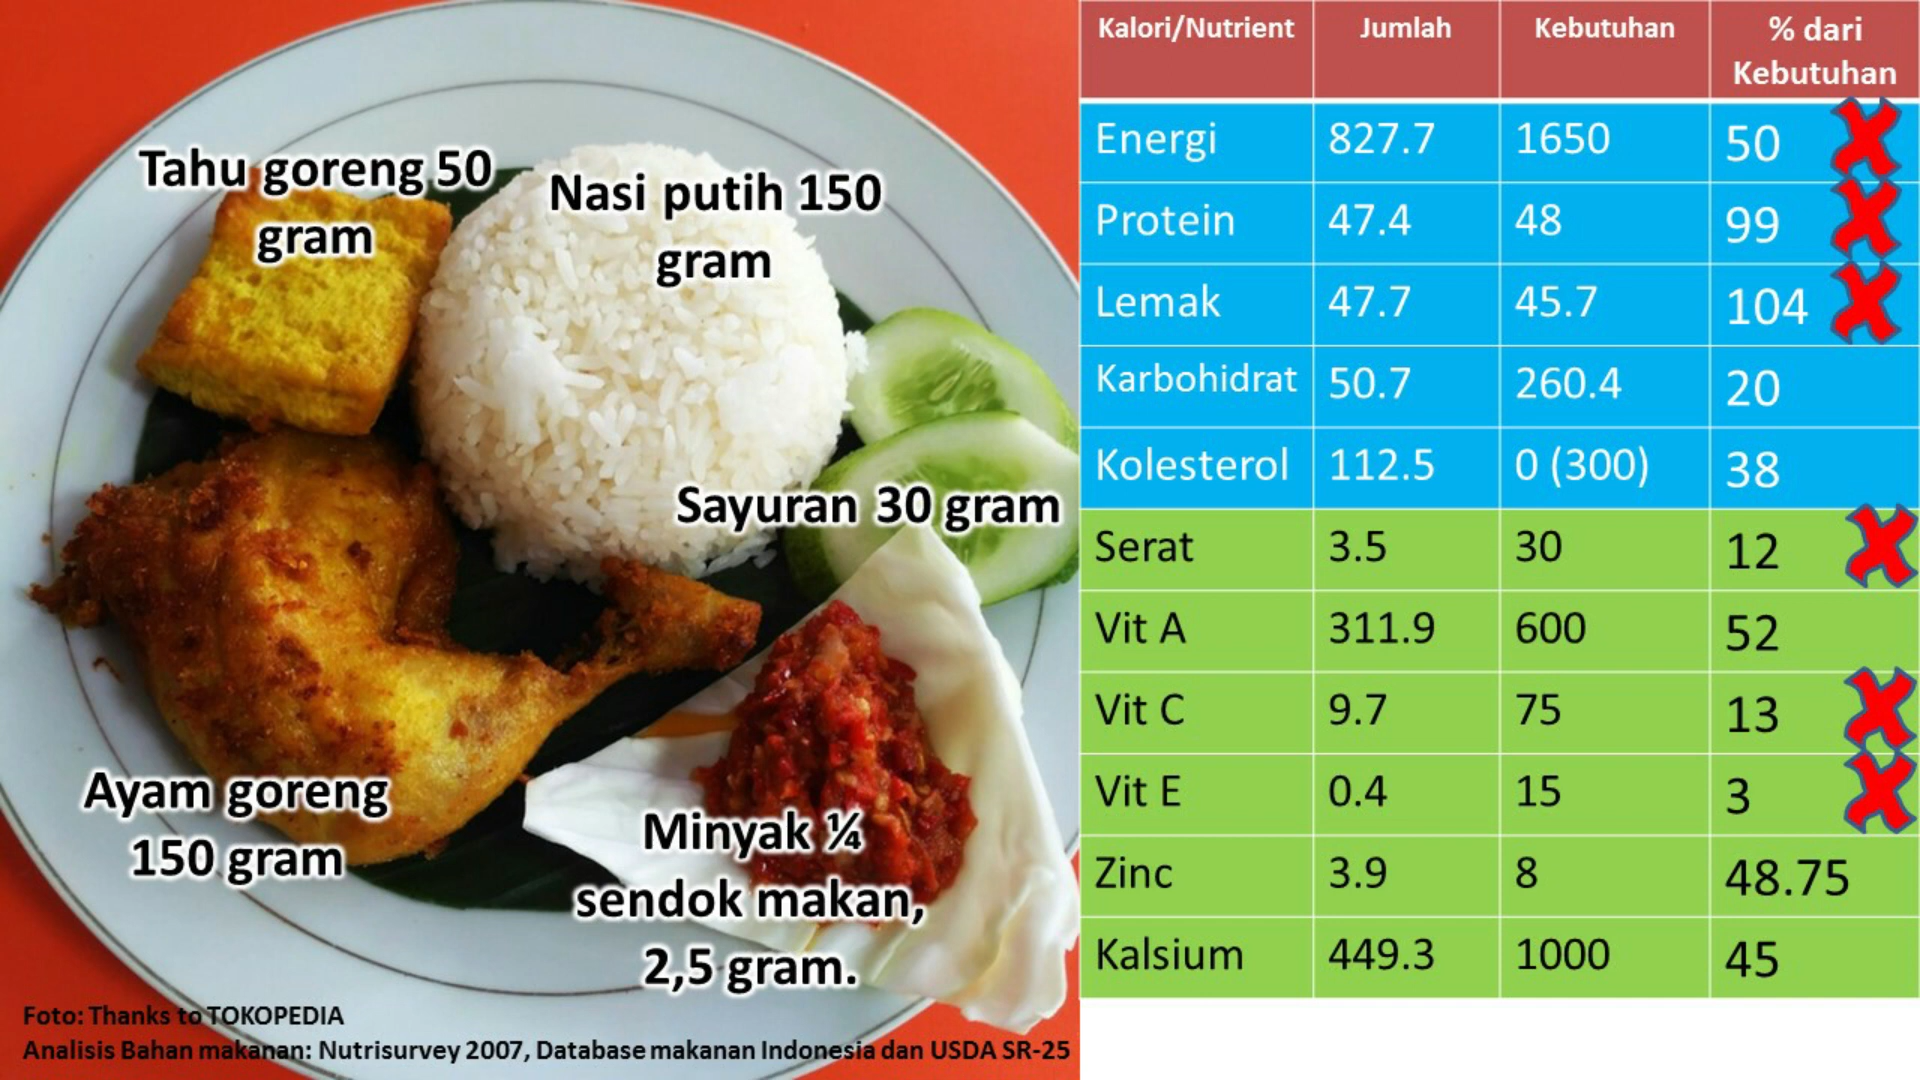 Tahu goreng 50
gram
Nasi putih 150
gram
Sayuran 30 gram
Ayam goreng
150 gram
Minyak ¼
sendok makan,
2,5 gram.
Foto: Thanks to TOKOPEDIA
Analisis Bahan makanan: Nutrisurvey 2007, Database makanan Indonesia dan USDA SR-25
Kalori/Nutrient Jumlah Kebutuhan % dari
Kebutuhan
Energi 827.7 1650 50
Protein 47.4 48 99
Lemak 47.7 45.7 104
Karbohidrat 50.7 260.4 20
Kolesterol 112.5 0 (300) 38
Serat 3.5 30 12
Vit A 311.9 600 52
Vit C 9.7 75 13
Vit E 0.4 15 3
Zinc 3.9 8 48.75
Kalsium 449.3 1000 45